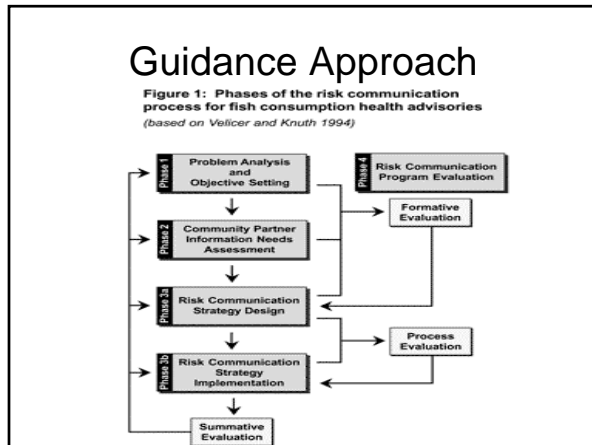 Guidance Approach
Figure 1: Phases of the risk communication
process for fish consumption health advisories
(based on Velicer and Knuth 1994)
Phase 1
Problem Analysis
and
Objective Setting
Phase 4
Risk Communication
Program Evaluation
Formative
Evaluation
Phase 2
Community Partner
Information Needs
Assessment
Phase 3a
Risk Communication
Strategy Design
Process
Evaluation
Phase 3b
Risk Communication
Strategy
Implementation
Summative
Evaluation